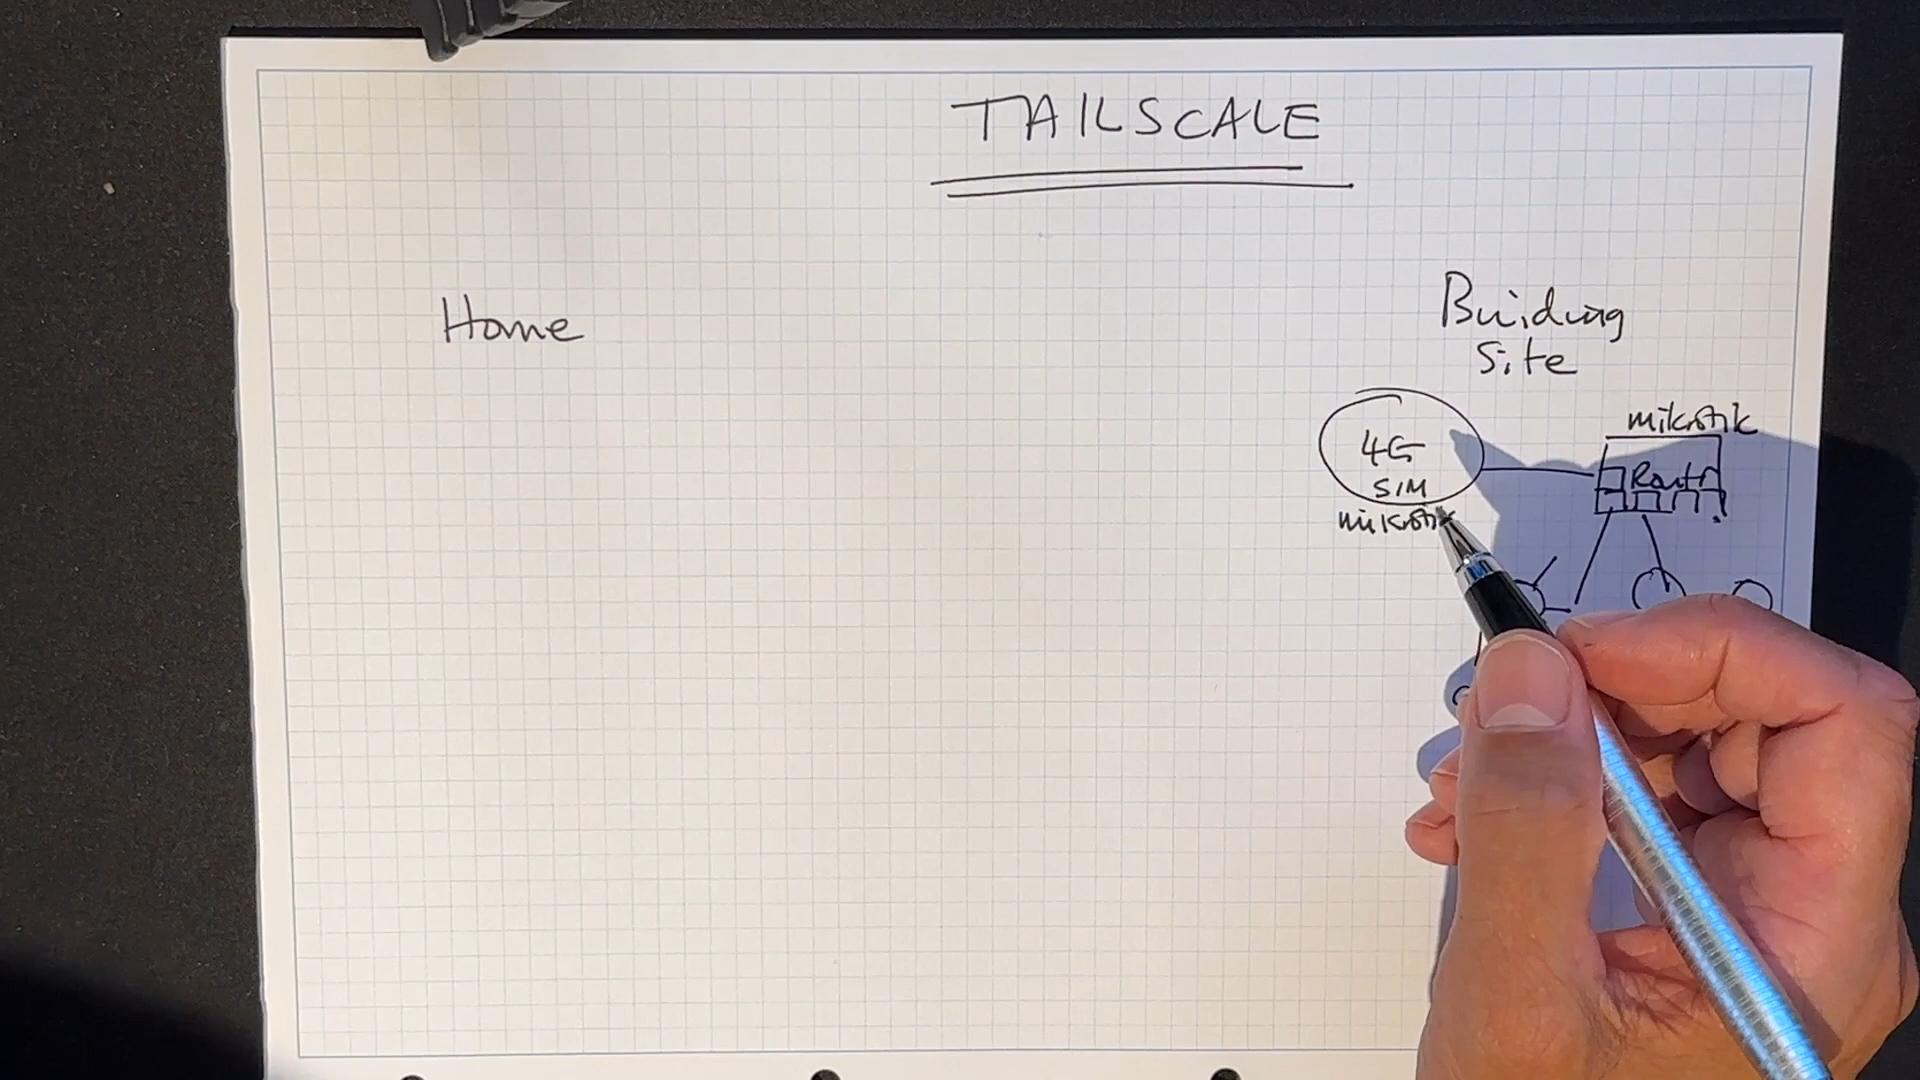 TAILSCALE
Home
Building
Site
mikrotik
4G
SIM
Router
mikrotik